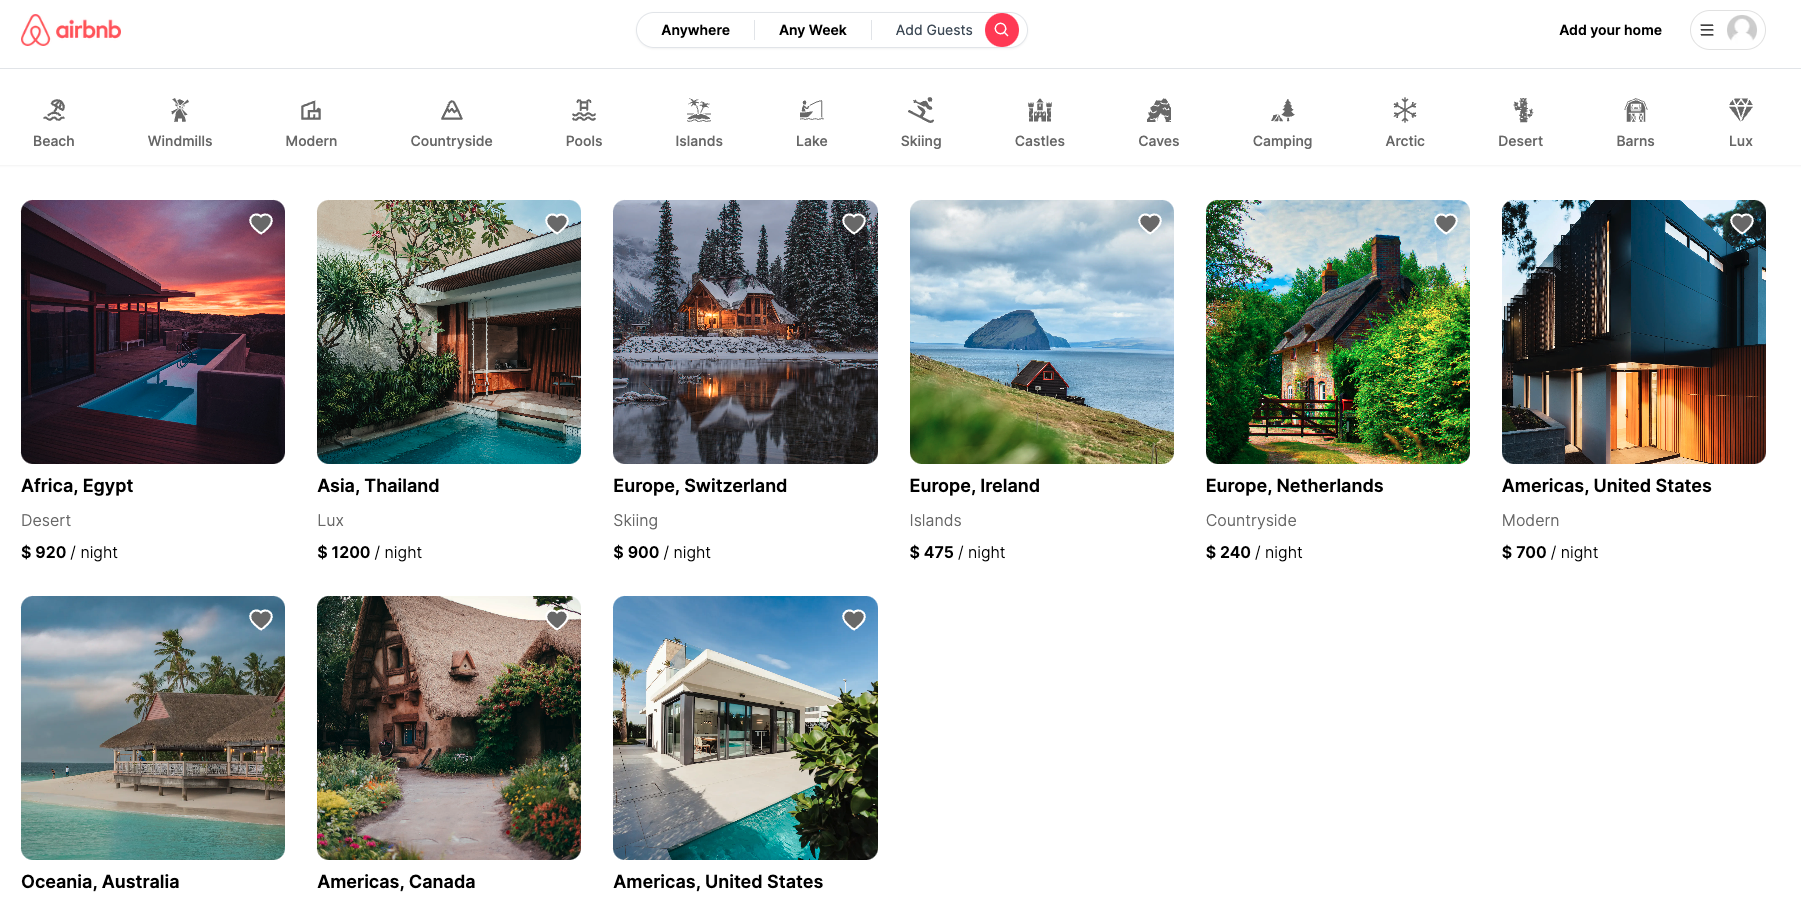 airbnb
Anywhere
Any Week
Add Guests
Add your home
Beach
Windmills
Modern
Countryside
Pools
Islands
Lake
Skiing
Castles
Caves
Camping
Arctic
Desert
Barns
Lux
Africa, Egypt
Desert
$ 920 / night
Asia, Thailand
Lux
$ 1200 / night
Europe, Switzerland
Skiing
$ 900 / night
Europe, Ireland
Islands
$ 475 / night
Europe, Netherlands
Countryside
$ 240 / night
Americas, United States
Modern
$ 700 / night
Oceania, Australia
Americas, Canada
Americas, United States